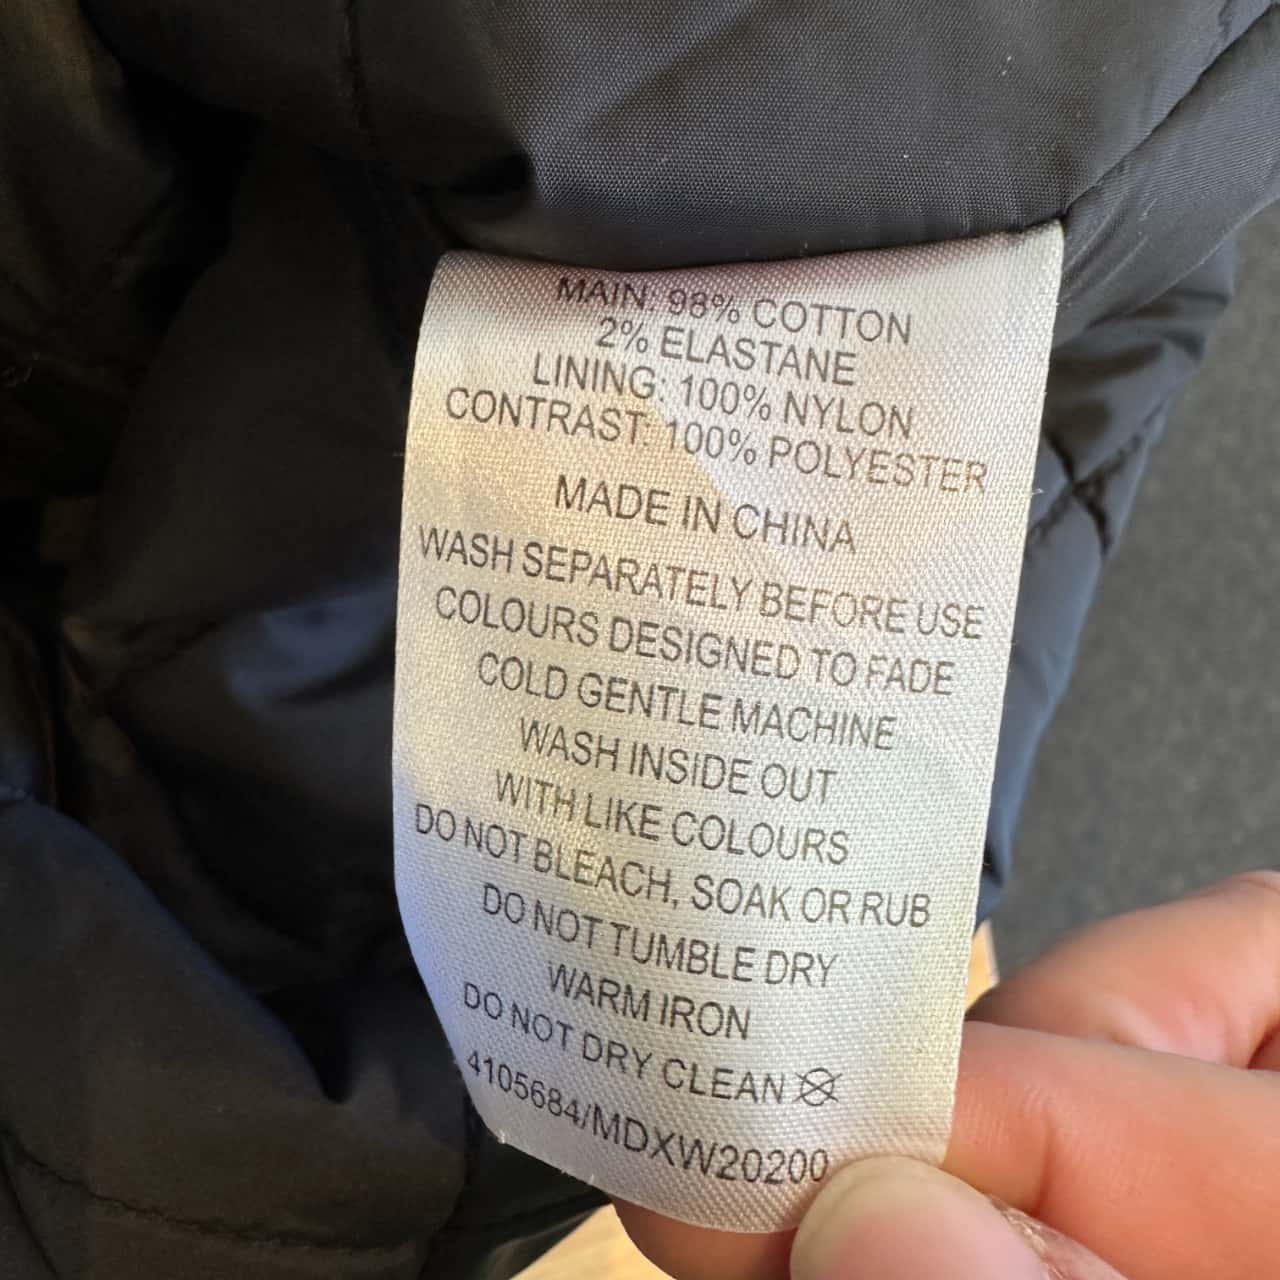 MAIN: 98% COTTON
2% ELASTANE
LINING: 100% NYLON
CONTRAST: 100% POLYESTER
MADE IN CHINA
WASH SEPARATELY BEFORE USE
COLOURS DESIGNED TO FADE
COLD GENTLE MACHINE
WASH INSIDE OUT
WITH LIKE COLOURS
DO NOT BLEACH, SOAK OR RUB
DO NOT TUMBLE DRY
WARM IRON
DO NOT DRY CLEAN
4105684/MDXW20200